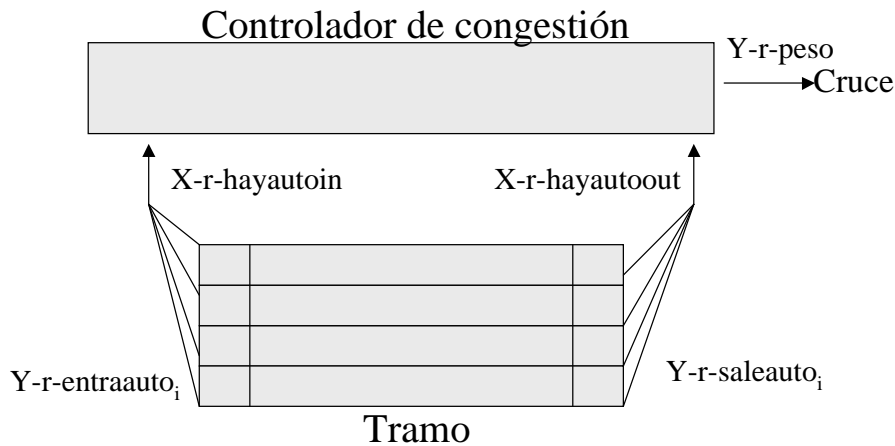 Controlador de congestión
Y-r-peso
Cruce
X-r-hayautoin
X-r-hayautoout
Y-r-entraautoi
Y-r-saleautoi
Tramo